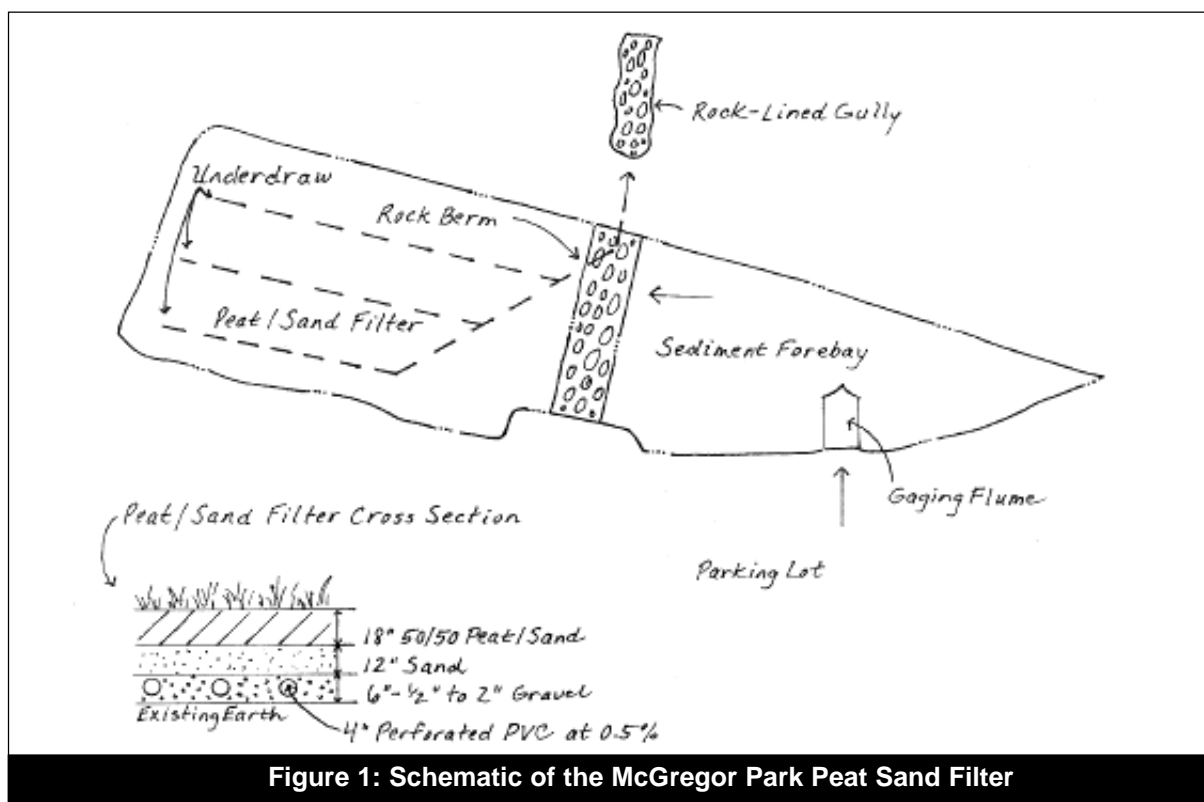 Rock-Lined Gully
Underdraw
Rock Berm
Peat/Sand Filter
Sediment Forebay
Gaging Flume
Peat/Sand Filter Cross Section
Parking Lot
18" 50/50 Peat/Sand
12" Sand
6"-1/2" to 2" Gravel
Existing Earth
4" Perforated PVC at 0.5%
Figure 1: Schematic of the McGregor Park Peat Sand Filter